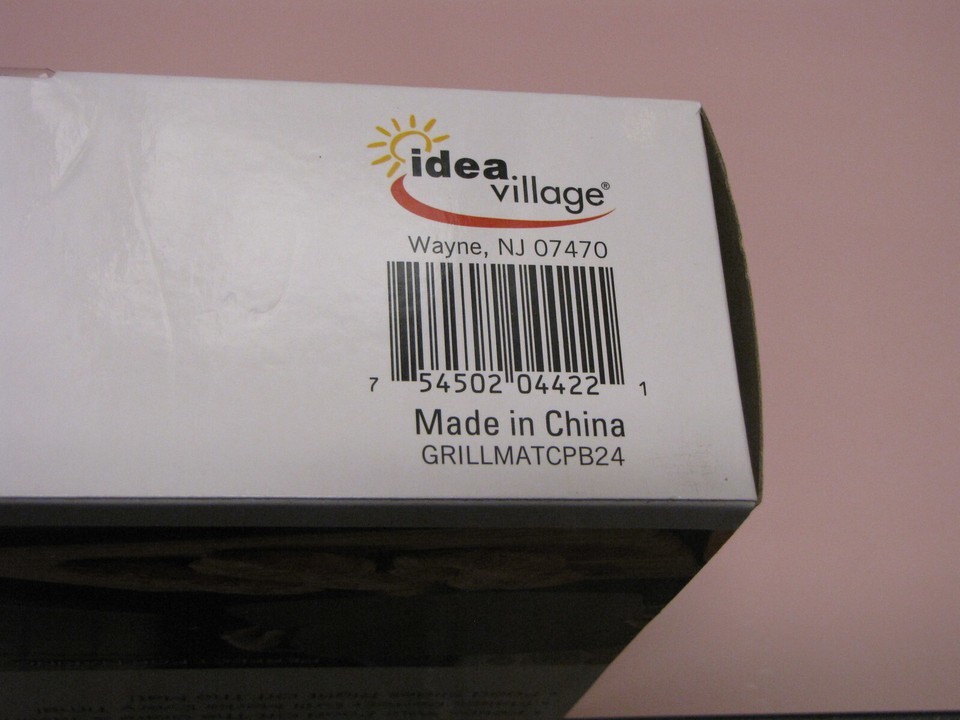 idea
village®
Wayne, NJ 07470
7 54502 04422 1
Made in China
GRILLMATCPB24